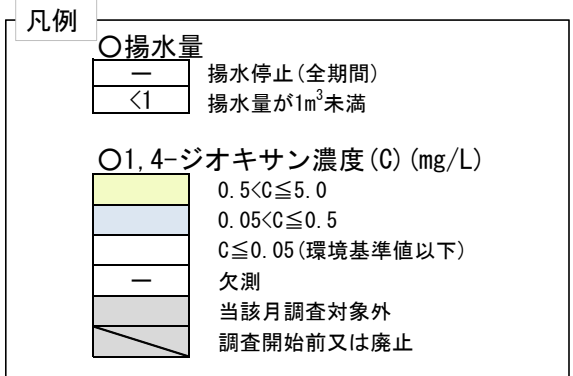 凡例
○揚水量
― 揚水停止(全期間)
<1 揚水量が1m³未満
○1,4-ジオキサン濃度(C)(mg/L)
0.5<C≦5.0
0.05<C≦0.5
C≦0.05(環境基準値以下)
― 欠測
当該月調査対象外
調査開始前又は廃止